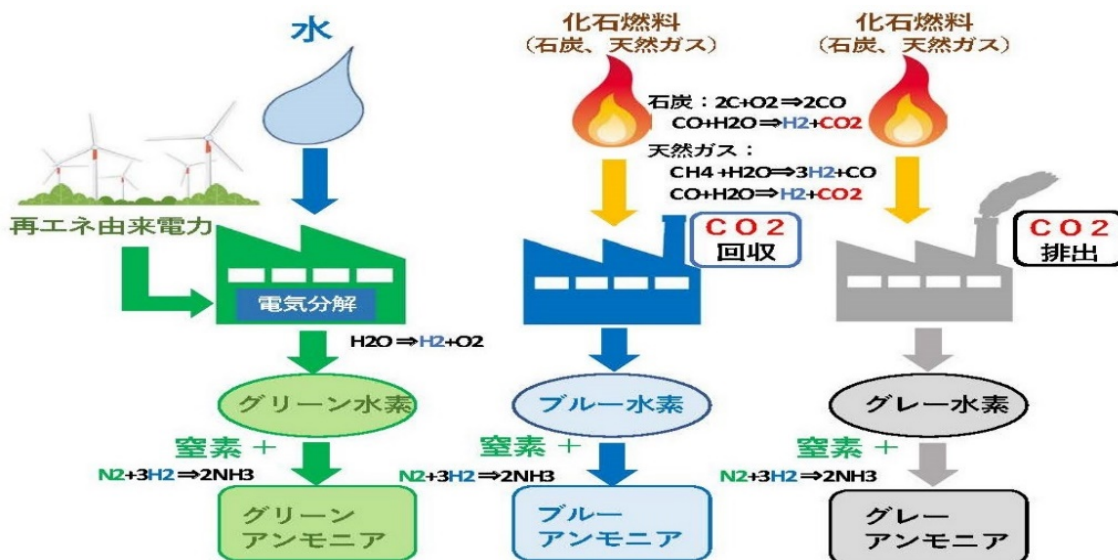 水
化石燃料
(石炭、天然ガス)
化石燃料
(石炭、天然ガス)
石炭：2C+O2⇒2CO
CO+H2O⇒H2+CO2
天然ガス：
CH4+H2O⇒3H2+CO
CO+H2O⇒H2+CO2
再エネ由来電力
電気分解
CO2
回収
CO2
排出
H2O⇒H2+O2
グリーン水素
ブルー水素
グレー水素
窒素 +
N2+3H2⇒2NH3
窒素 +
N2+3H2⇒2NH3
窒素 +
N2+3H2⇒2NH3
グリーン
アンモニア
ブルー
アンモニア
グレー
アンモニア